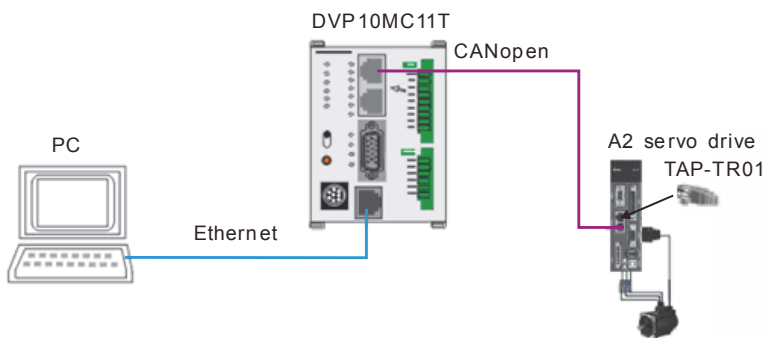 DVP10MC11T
CANopen
PC
A2 servo drive
TAP-TR01
Ethernet